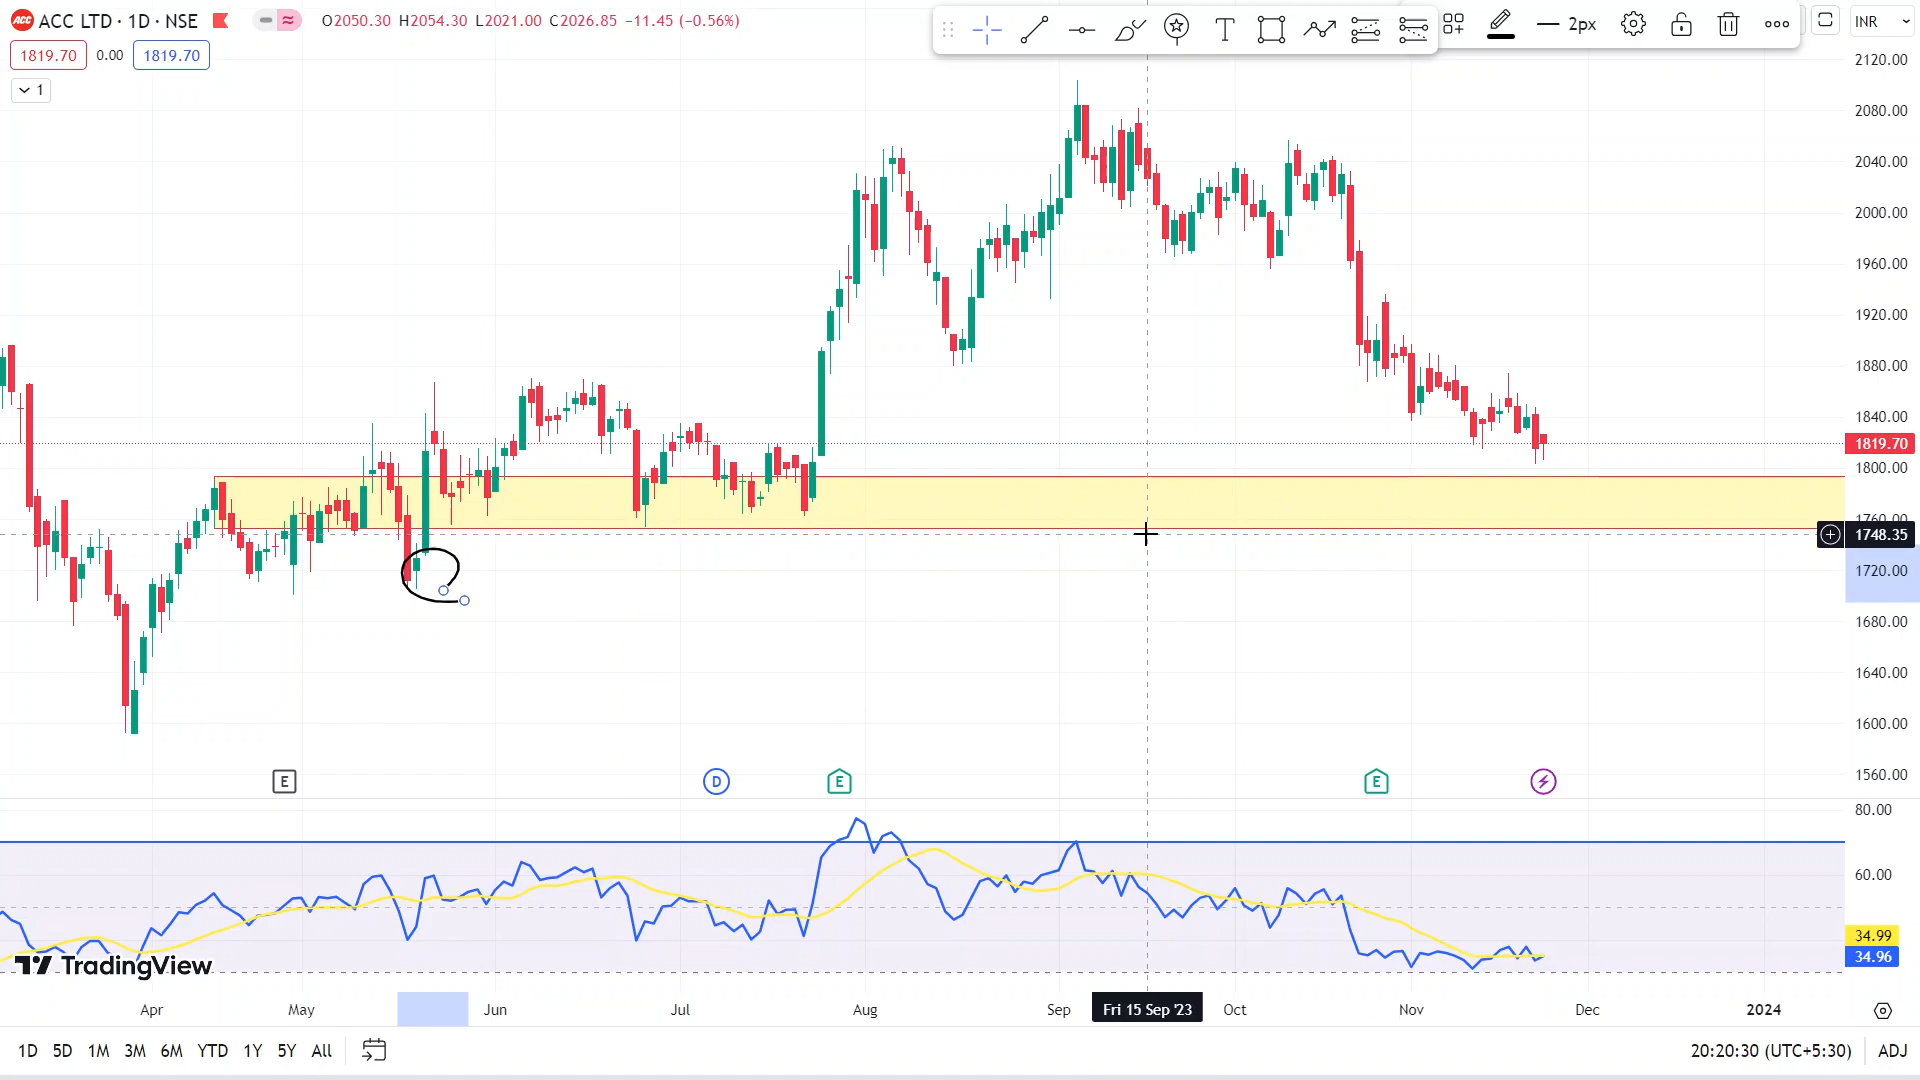 ACC LTD · 1D · NSE O2050.30 H2054.30 L2021.00 C2026.85 −11.45 (−0.56%)
1819.70 0.00 1819.70
1
2px
INR
2120.00
2080.00
2040.00
2000.00
1960.00
1920.00
1880.00
1840.00
1819.70
1800.00
1760.00
1748.35
1720.00
1680.00
1640.00
1600.00
1560.00
E D E E
80.00
60.00
34.99
34.96
TradingView
Apr May Jun Jul Aug Sep Fri 15 Sep '23 Oct Nov Dec 2024
1D 5D 1M 3M 6M YTD 1Y 5Y All 20:20:30 (UTC+5:30) ADJ